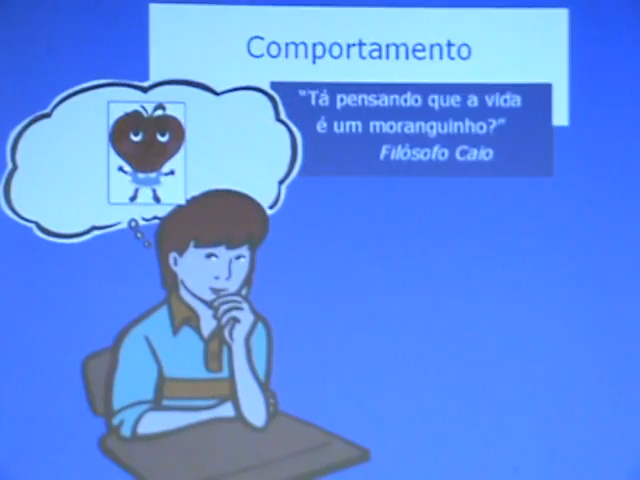 Comportamento
"Tá pensando que a vida
é um moranguinho?"
Filósofo Caio